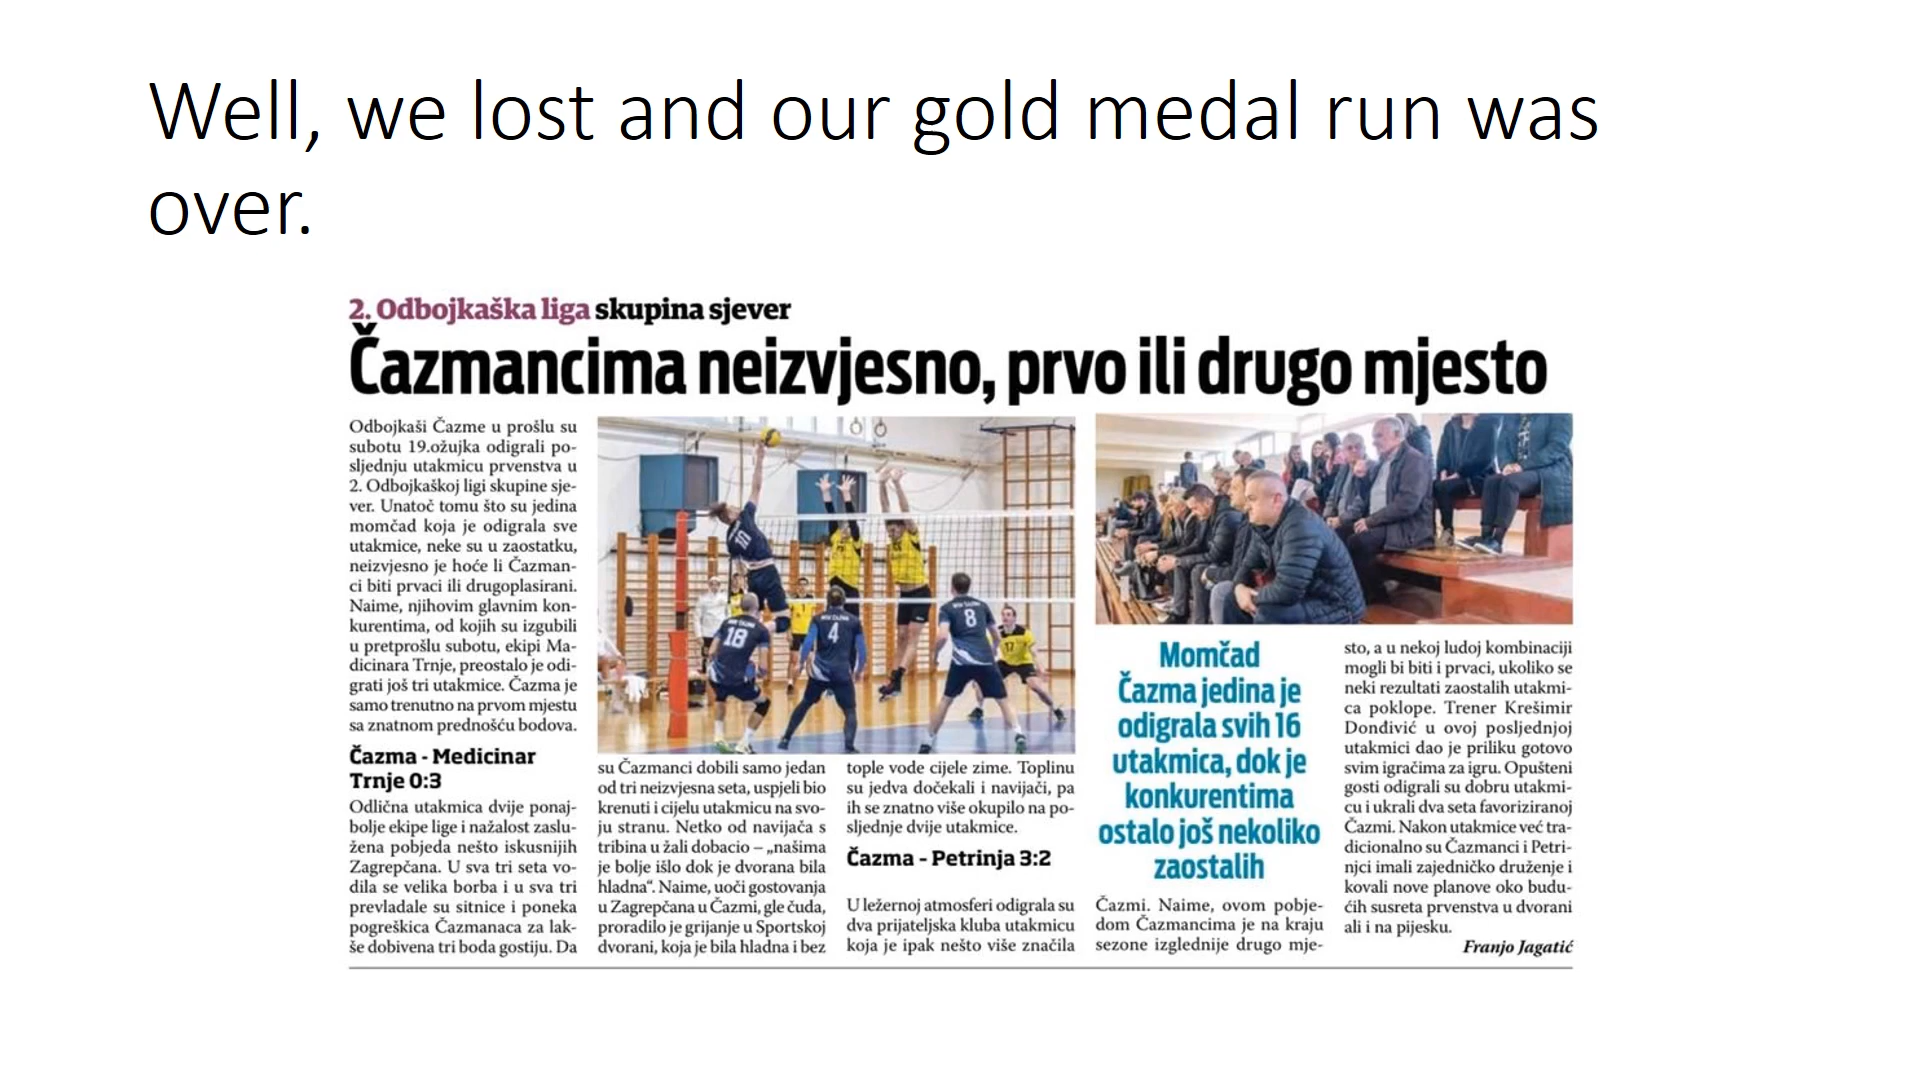 Well, we lost and our gold medal run was
over.
2. Odbojkaška liga skupina sjever
Čazmancima neizvjesno, prvo ili drugo mjesto
Odbojkaši Čazme u prošlu su
subotu 19.ožujka odigrali po-
sljednju utakmicu prvenstva u
2. Odbojkaškoj ligi skupine sje-
ver. Unatoč tomu što su jedina
momčad koja je odigrala sve
utakmice, neke su u zaostatku,
neizvjesno je hoće li Čazman-
ci biti prvaci ili drugoplasirani.
Naime, njihovim glavnim kon-
kurentima, od kojih su izgubili
u pretprošlu subotu, ekipi Ma-
dicinara Trnje, preostalo je odi-
grati još tri utakmice. Čazma je
samo trenutno na prvom mjestu
sa znatnom prednošću bodova.
Čazma - Medicinar
Trnje 0:3
Odlična utakmica dvije ponaj-
bolje ekipe lige i nažalost zaslu-
žena pobjeda nešto iskusnijih
Zagrepčana. U sva tri seta vo-
dila se velika borba i u sva tri
prevladale su sitnice i poneka
pogreškica Čazmanaca za lak-
še dobivena tri boda gostiju. Da
su Čazmanci dobili samo jedan
od tri neizvjesna seta, uspjeli bio
krenuti i cijelu utakmicu na svo-
ju stranu. Netko od navijača s
tribina u žali dobacio – „našima
je bolje išlo dok je dvorana bila
hladna“. Naime, uoči gostovanja
u Zagrepčana u Čazmi, gle čuda,
proradilo je grijanje u Sportskoj
dvorani, koja je bila hladna i bez
tople vode cijele zime. Toplinu
su jedva dočekali i navijači, pa
ih se znatno više okupilo na po-
sljednje dvije utakmice.
Čazma - Petrinja 3:2
U ležernoj atmosferi odigrala su
dva prijateljska kluba utakmicu
koja je ipak nešto više značila
Momčad
Čazma jedina je
odigrala svih 16
utakmica, dok je
konkurentima
ostalo još nekoliko
zaostalih
Čazmi. Naime, ovom pobje-
dom Čazmancima je na kraju
sezone izglednije drugo mje-
sto, a u nekoj ludoj kombinaciji
mogli bi biti i prvaci, ukoliko se
neki rezultati zaostalih utakmi-
ca poklope. Trener Krešimir
Donđivić u ovoj posljednjoj
utakmici dao je priliku gotovo
svim igračima za igru. Opušteni
gosti odigrali su dobru utakmi-
cu i ukrali dva seta favoriziranoj
Čazmi. Nakon utakmice već tra-
dicionalno su Čazmanci i Petri-
njci imali zajedničko druženje i
kovali nove planove oko budu-
ćih susreta prvenstva u dvorani
ali i na pijesku.
Franjo Jagatić
10
18
4
8
17